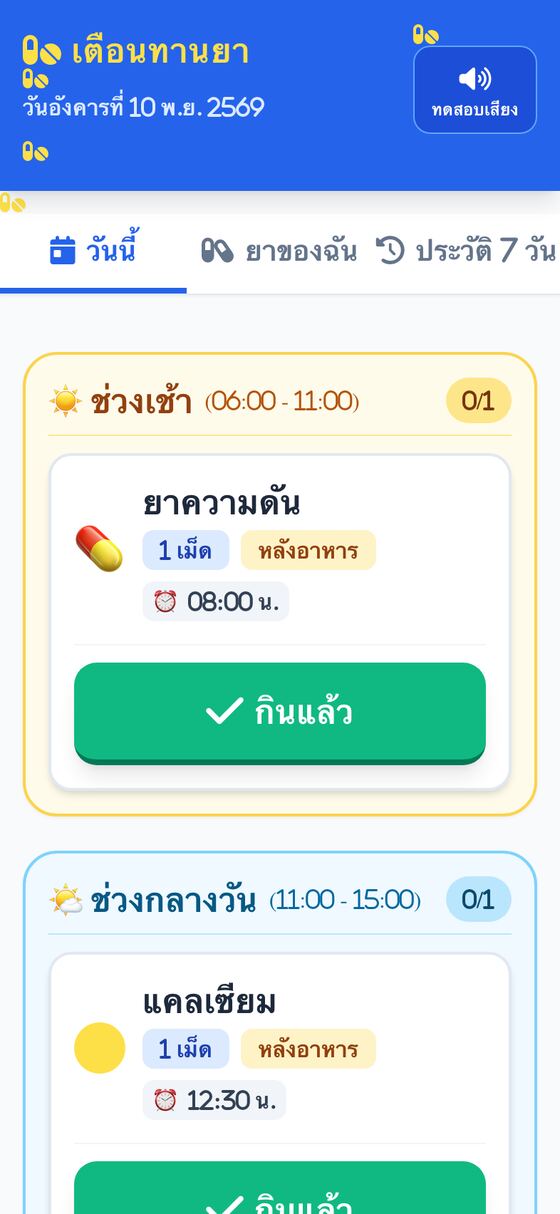 เตือนทานยา
วันอังคารที่ 10 พ.ย. 2569
ทดสอบเสียง
วันนี้
ยาของฉัน
ประวัติ 7 วัน
ช่วงเช้า (06:00 - 11:00)
0/1
ยาความดัน
1 เม็ด
หลังอาหาร
08:00 น.
กินแล้ว
ช่วงกลางวัน (11:00 - 15:00)
0/1
แคลเซียม
1 เม็ด
หลังอาหาร
12:30 น.
กินแล้ว